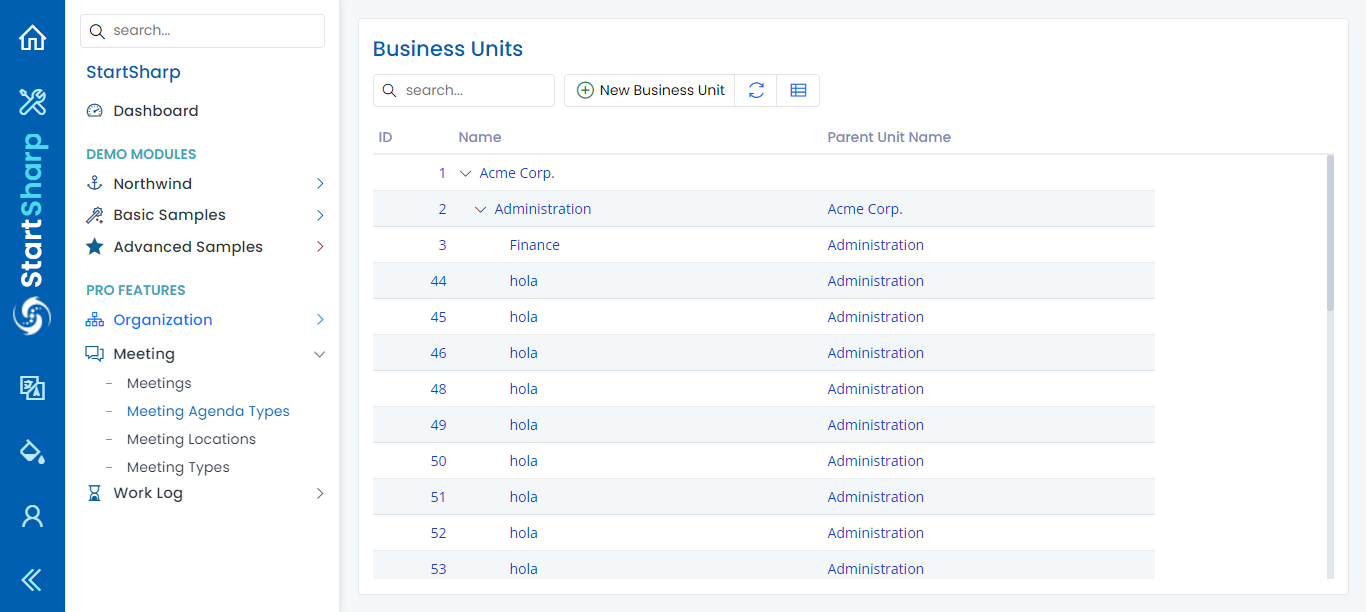 StartSharp
search...
StartSharp
Dashboard
DEMO MODULES
Northwind
Basic Samples
Advanced Samples
PRO FEATURES
Organization
Meeting
Meetings
Meeting Agenda Types
Meeting Locations
Meeting Types
Work Log
Business Units
search...
New Business Unit
ID Name Parent Unit Name
1 Acme Corp.
2 Administration Acme Corp.
3 Finance Administration
44 hola Administration
45 hola Administration
46 hola Administration
48 hola Administration
49 hola Administration
50 hola Administration
51 hola Administration
52 hola Administration
53 hola Administration